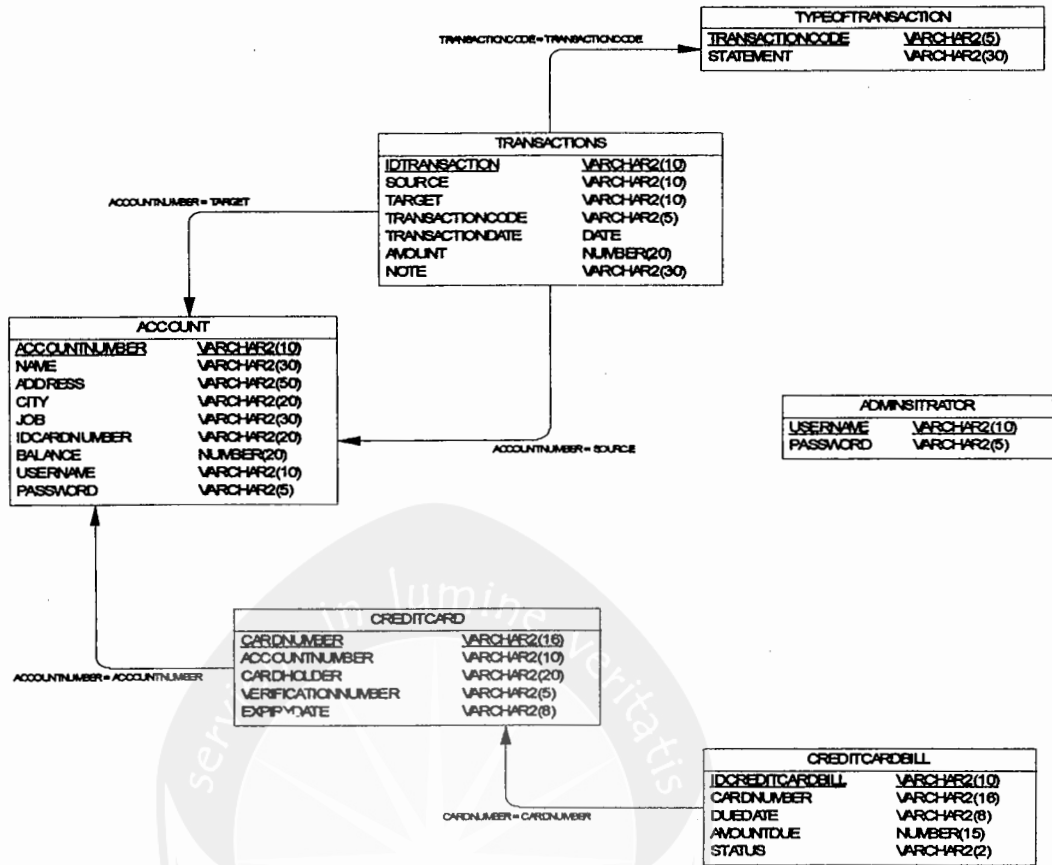 TYPEOFTRANSACTION
TRANSACTIONCODE VARCHAR2(5)
STATEMENT VARCHAR2(30)
TRANSACTIONCODE = TRANSACTIONCODE
TRANSACTIONS
IDTRANSACTION VARCHAR2(10)
SOURCE VARCHAR2(10)
TARGET VARCHAR2(10)
TRANSACTIONCODE VARCHAR2(5)
TRANSACTIONDATE DATE
AMOUNT NUMBER(20)
NOTE VARCHAR2(30)
ACCOUNTNUMBER = TARGET
ACCOUNT
ACCOUNTNUMBER VARCHAR2(10)
NAME VARCHAR2(30)
ADDRESS VARCHAR2(50)
CITY VARCHAR2(20)
JOB VARCHAR2(30)
IDCARDNUMBER VARCHAR2(20)
BALANCE NUMBER(20)
USERNAME VARCHAR2(10)
PASSWORD VARCHAR2(5)
ACCOUNTNUMBER = SOURCE
ADMINSITRATOR
USERNAME VARCHAR2(10)
PASSWORD VARCHAR2(5)
CREDITCARD
CARDNUMBER VARCHAR2(16)
ACCOUNTNUMBER VARCHAR2(10)
CARDHOLDER VARCHAR2(20)
VERIFICATIONNUMBER VARCHAR2(5)
EXPIRYDATE VARCHAR2(8)
ACCOUNTNUMBER = ACCOUNTNUMBER
CREDITCARDBILL
IDCREDITCARDBILL VARCHAR2(10)
CARDNUMBER VARCHAR2(16)
DUEDATE VARCHAR2(8)
AMOUNTDUE NUMBER(15)
STATUS VARCHAR2(2)
CARDNUMBER = CARDNUMBER
in lumine veritatis